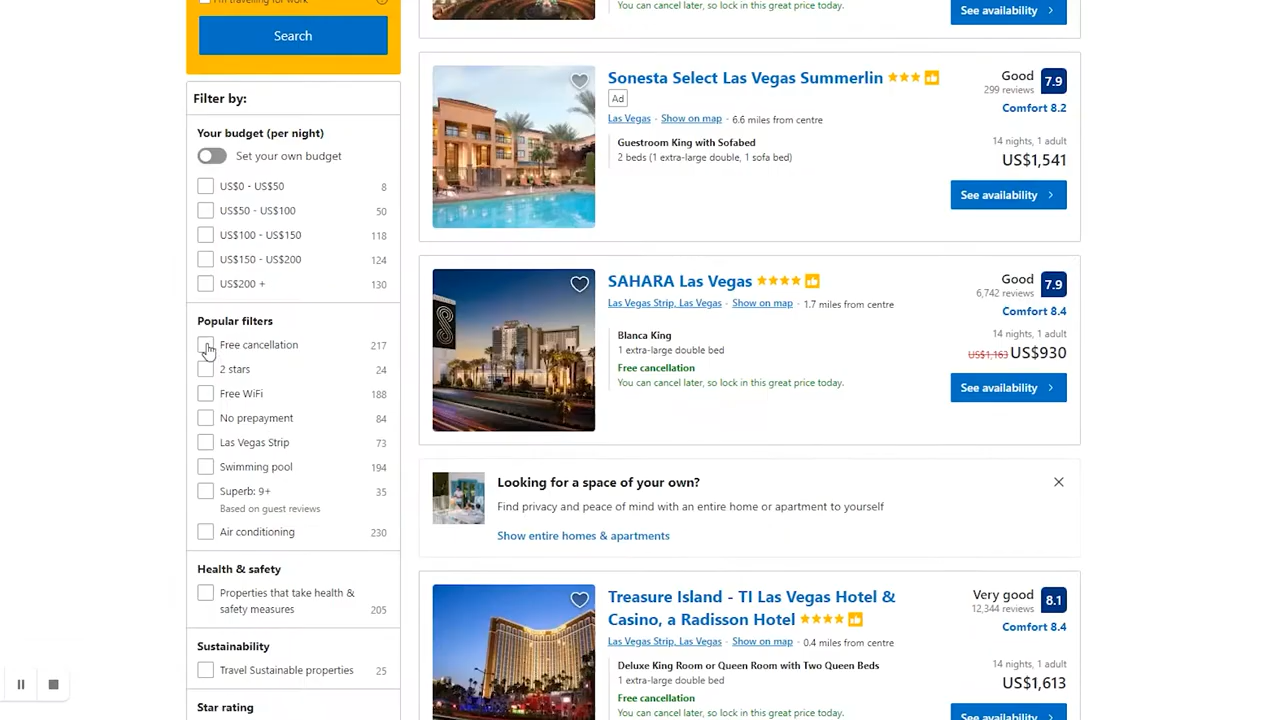 I'm travelling for work
Search
Filter by:
Your budget (per night)
Set your own budget
US$0 - US$50 8
US$50 - US$100 50
US$100 - US$150 118
US$150 - US$200 124
US$200 + 130
Popular filters
Free cancellation 217
2 stars 24
Free WiFi 188
No prepayment 84
Las Vegas Strip 73
Swimming pool 194
Superb: 9+ 35
Based on guest reviews
Air conditioning 230
Health & safety
Properties that take health &
safety measures 205
Sustainability
Travel Sustainable properties 25
Star rating
You can cancel later, so lock in this great price today.
See availability
Sonesta Select Las Vegas Summerlin
Ad
Las Vegas · Show on map · 6.6 miles from centre
Guestroom King with Sofabed
2 beds (1 extra-large double, 1 sofa bed)
Good 7.9
299 reviews
Comfort 8.2
14 nights, 1 adult
US$1,541
See availability
SAHARA Las Vegas
Las Vegas Strip, Las Vegas · Show on map · 1.7 miles from centre
Blanca King
1 extra-large double bed
Free cancellation
You can cancel later, so lock in this great price today.
Good 7.9
6,742 reviews
Comfort 8.4
14 nights, 1 adult
US$1,163 US$930
See availability
Looking for a space of your own?
Find privacy and peace of mind with an entire home or apartment to yourself
Show entire homes & apartments
Treasure Island - TI Las Vegas Hotel &
Casino, a Radisson Hotel
Las Vegas Strip, Las Vegas · Show on map · 0.4 miles from centre
Deluxe King Room or Queen Room with Two Queen Beds
1 extra-large double bed
Free cancellation
You can cancel later, so lock in this great price today.
Very good 8.1
12,344 reviews
Comfort 8.4
14 nights, 1 adult
US$1,613
See availability